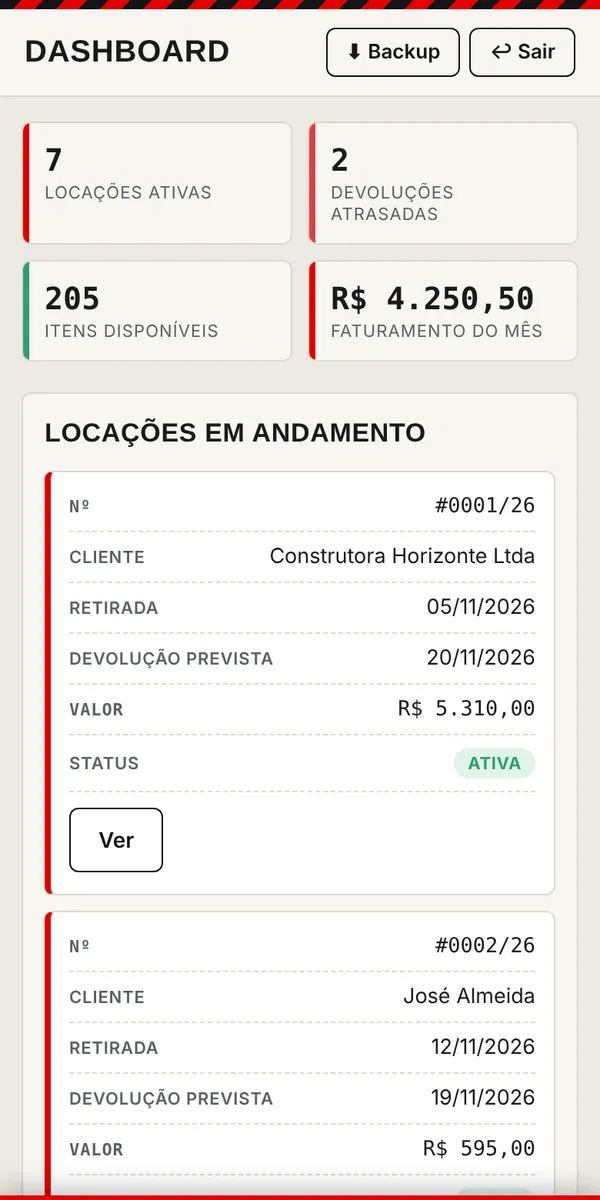 DASHBOARD
⬇ Backup
↩ Sair
7
LOCAÇÕES ATIVAS
2
DEVOLUÇÕES
ATRASADAS
205
ITENS DISPONÍVEIS
R$ 4.250,50
FATURAMENTO DO MÊS
LOCAÇÕES EM ANDAMENTO
Nº #0001/26
CLIENTE Construtora Horizonte Ltda
RETIRADA 05/11/2026
DEVOLUÇÃO PREVISTA 20/11/2026
VALOR R$ 5.310,00
STATUS ATIVA
Ver
Nº #0002/26
CLIENTE José Almeida
RETIRADA 12/11/2026
DEVOLUÇÃO PREVISTA 19/11/2026
VALOR R$ 595,00